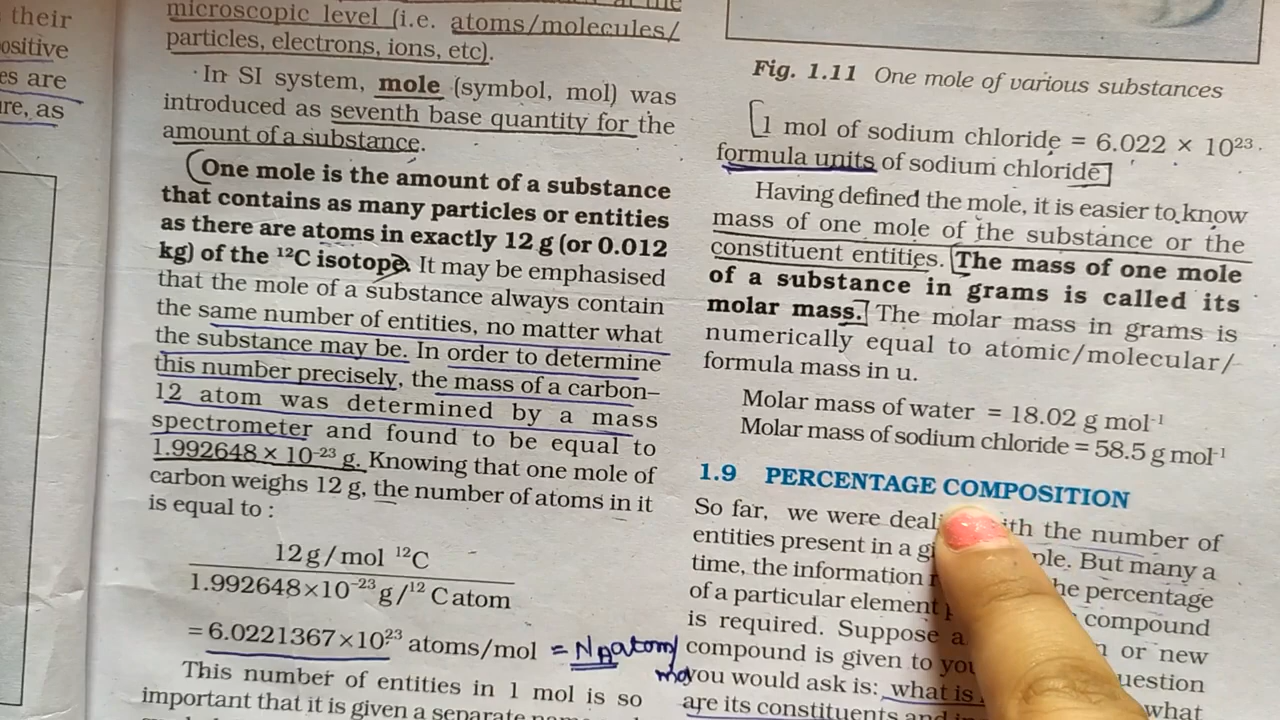 their
ositive
es are
re, as
microscopic level (i.e. atoms/molecules/
particles, electrons, ions, etc).
In SI system, mole (symbol, mol) was
introduced as seventh base quantity for the
amount of a substance.
One mole is the amount of a substance
that contains as many particles or entities
as there are atoms in exactly 12 g (or 0.012
kg) of the ¹²C isotope. It may be emphasised
that the mole of a substance always contain
the same number of entities, no matter what
the substance may be. In order to determine
this number precisely, the mass of a carbon–
12 atom was determined by a mass
spectrometer and found to be equal to
1.992648 × 10⁻²³ g. Knowing that one mole of
carbon weighs 12 g, the number of atoms in it
is equal to :
12 g / mol ¹²C
1.992648×10⁻²³ g /¹² C atom
= 6.0221367×10²³ atoms/mol = NA atom/
mol
This number of entities in 1 mol is so
important that it is given a separate name
Fig. 1.11 One mole of various substances
1 mol of sodium chloride = 6.022 × 10²³
formula units of sodium chloride
Having defined the mole, it is easier to know
mass of one mole of the substance or the
constituent entities. The mass of one mole
of a substance in grams is called its
molar mass. The molar mass in grams is
numerically equal to atomic/molecular/
formula mass in u.
Molar mass of water = 18.02 g mol⁻¹
Molar mass of sodium chloride = 58.5 g mol⁻¹
1.9 PERCENTAGE COMPOSITION
So far, we were deali ith the number of
entities present in a gi ple. But many a
time, the information he percentage
of a particular element compound
is required. Suppose a or new
compound is given to you uestion
you would ask is: what is
are its constituents and what